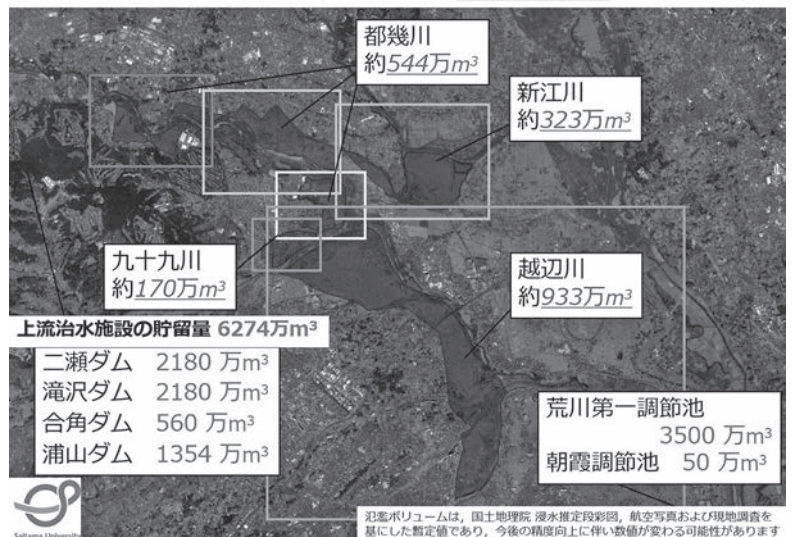 都幾川
約544万m³
新江川
約323万m³
九十九川
約170万m³
越辺川
約933万m³
上流治水施設の貯留量 6274万m³
二瀬ダム 2180 万m³
滝沢ダム 2180 万m³
合角ダム 560 万m³
浦山ダム 1354 万m³
荒川第一調節池
3500 万m³
朝霞調節池 50 万m³
Saitama University
氾濫ボリュームは，国土地理院 浸水推定段彩図，航空写真および現地調査を
基にした暫定値であり，今後の精度向上に伴い数値が変わる可能性があります